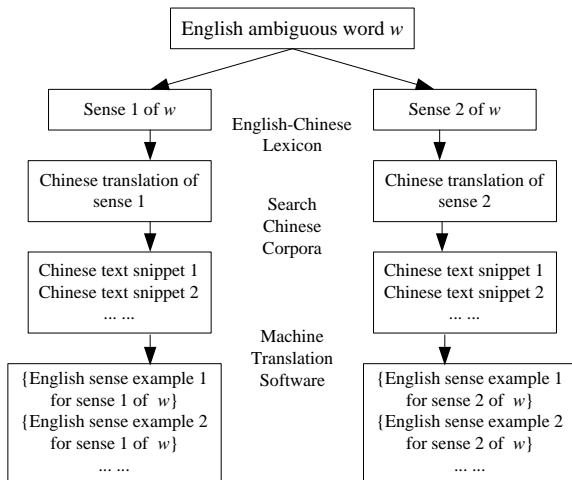 English ambiguous word w
Sense 1 of w
Sense 2 of w
English-Chinese
Lexicon
Chinese translation of
sense 1
Chinese translation of
sense 2
Search
Chinese
Corpora
Chinese text snippet 1
Chinese text snippet 2
... ...
Chinese text snippet 1
Chinese text snippet 2
... ...
Machine
Translation
Software
{English sense example 1
for sense 1 of w}
{English sense example 2
for sense 1 of w}
... ...
{English sense example 1
for sense 2 of w}
{English sense example 2
for sense 2 of w}
... ...